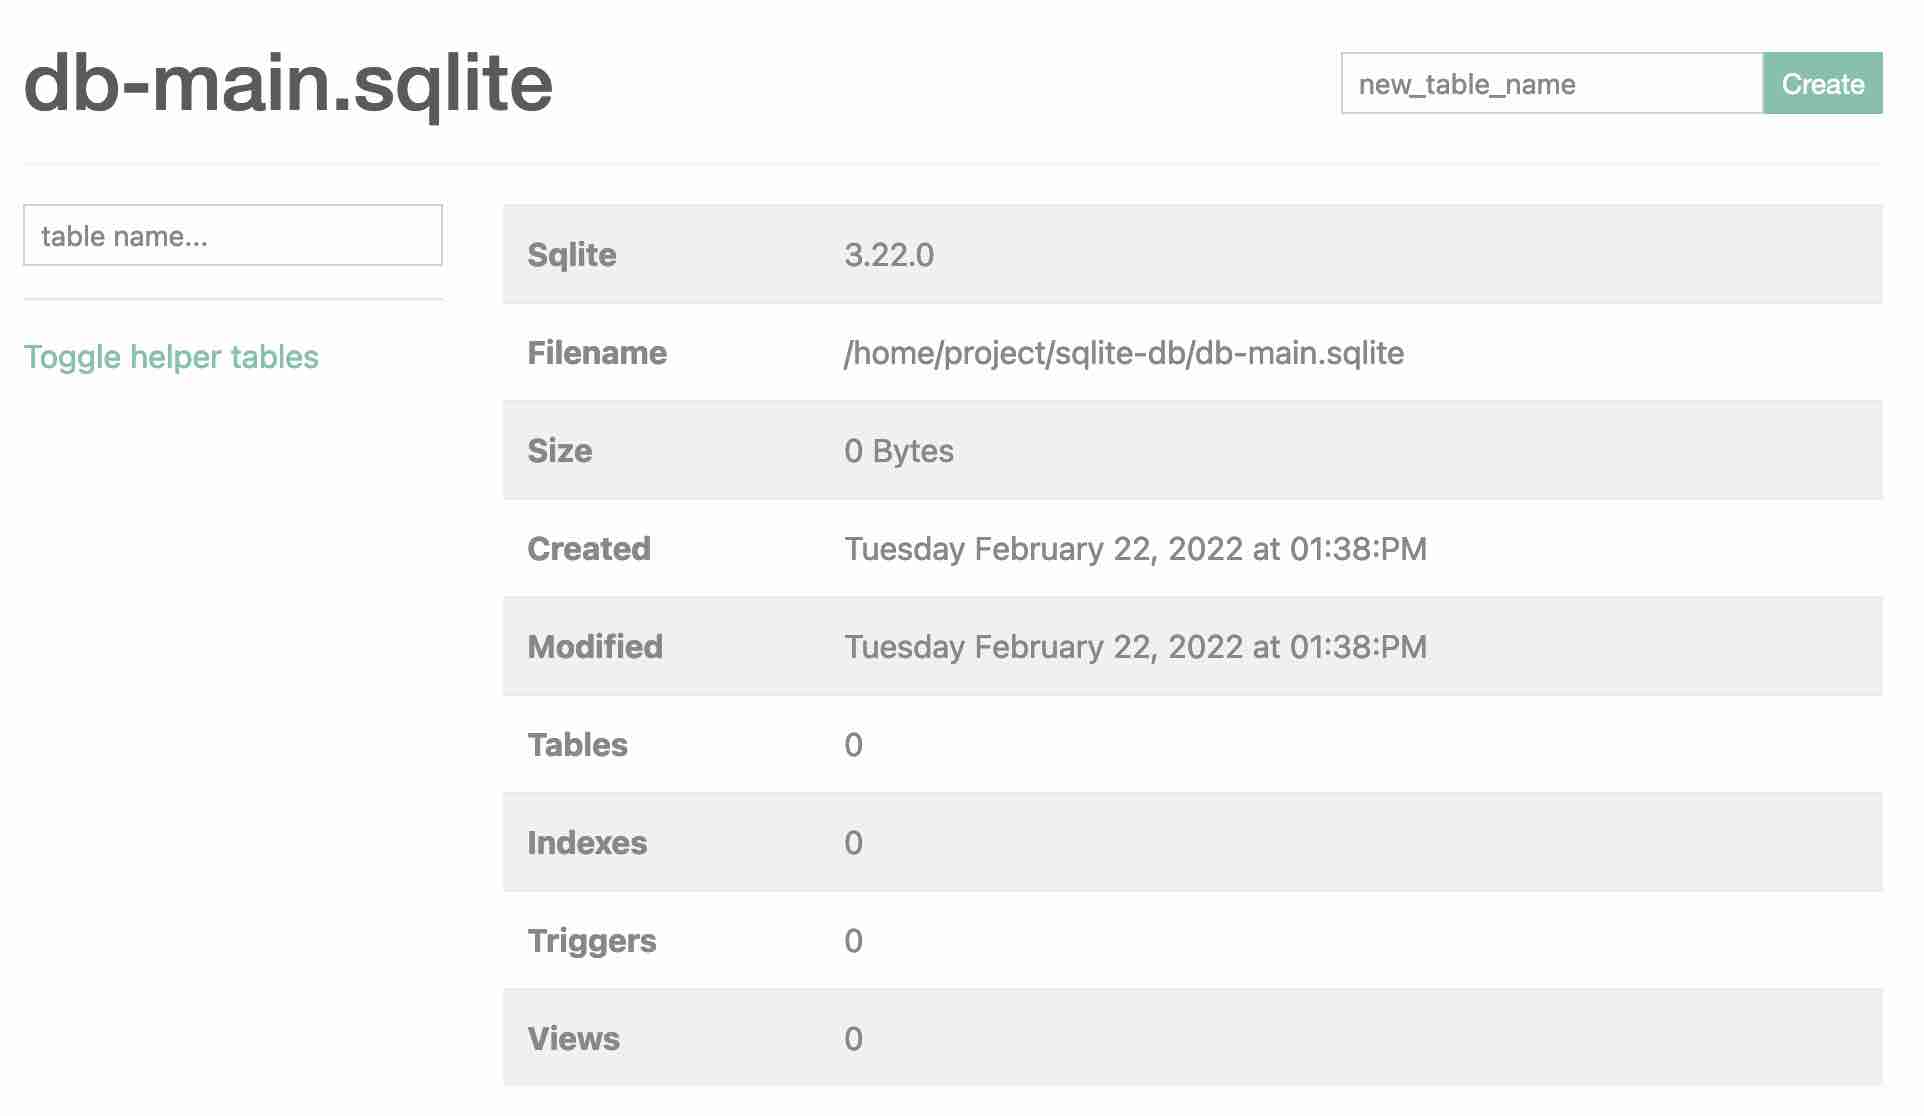 db-main.sqlite
new_table_name Create
table name...
Toggle helper tables
Sqlite 3.22.0
Filename /home/project/sqlite-db/db-main.sqlite
Size 0 Bytes
Created Tuesday February 22, 2022 at 01:38:PM
Modified Tuesday February 22, 2022 at 01:38:PM
Tables 0
Indexes 0
Triggers 0
Views 0